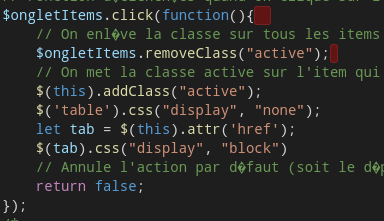 $ongletItems.click(function(){
// On enl�ve la classe sur tous les items
$ongletItems.removeClass("active");
// On met la classe active sur l'item qui
$(this).addClass("active");
$('table').css("display", "none");
let tab = $(this).attr('href');
$(tab).css("display", "block")
// Annule l'action par d�faut (soit le d�p
return false;
});